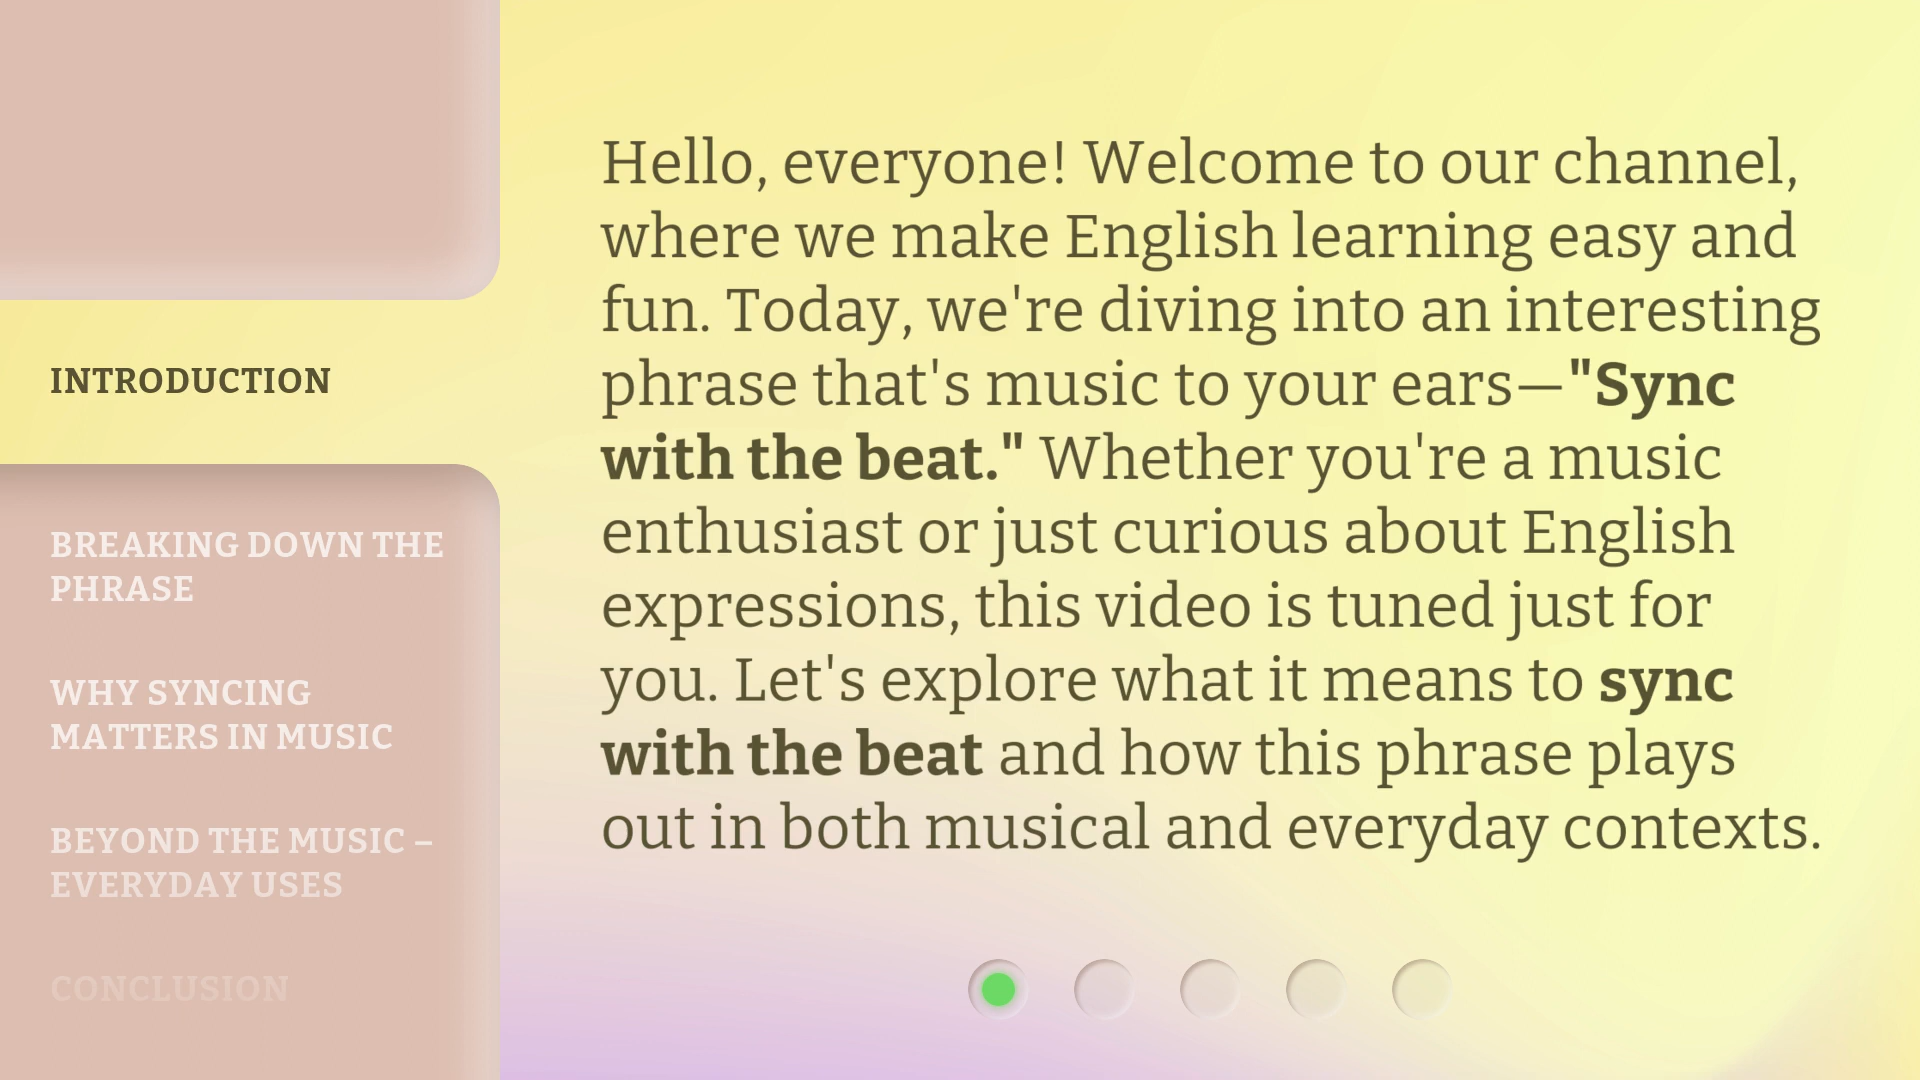 INTRODUCTION
BREAKING DOWN THE
PHRASE
WHY SYNCING
MATTERS IN MUSIC
BEYOND THE MUSIC –
EVERYDAY USES
CONCLUSION
Hello, everyone! Welcome to our channel,
where we make English learning easy and
fun. Today, we're diving into an interesting
phrase that's music to your ears—"Sync
with the beat." Whether you're a music
enthusiast or just curious about English
expressions, this video is tuned just for
you. Let's explore what it means to sync
with the beat and how this phrase plays
out in both musical and everyday contexts.